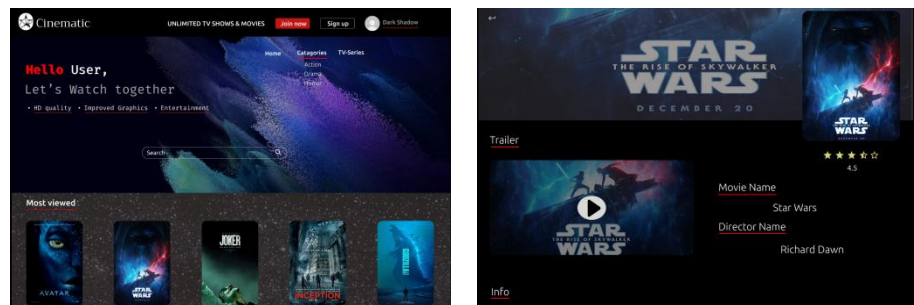 Cinematic
UNLIMITED TV SHOWS & MOVIES
Join now
Sign up
Dark Shadow
Home
Catagories
TV-Series
Action
Drama
Horror
Hello User,
Let's Watch together
• HD quality • Improved Graphics • Entertainment
Search
Most viewed
AVATAR
STAR
WARS
JOKER
INCEPTION
STAR
THE RISE OF SKYWALKER
WARS
DECEMBER 20
STAR
WARS
4.5
Trailer
STAR
THE RISE OF SKYWALKER
WARS
Movie Name
Star Wars
Director Name
Richard Dawn
Info